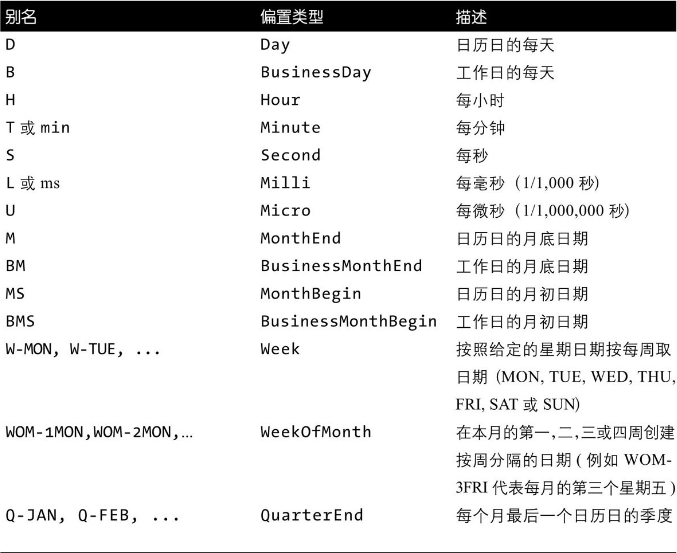 别名 偏置类型 描述
D Day 日历日的每天
B BusinessDay 工作日的每天
H Hour 每小时
T 或 min Minute 每分钟
S Second 每秒
L 或 ms Milli 每毫秒（1/1,000 秒）
U Micro 每微秒（1/1,000,000 秒）
M MonthEnd 日历日的月底日期
BM BusinessMonthEnd 工作日的月底日期
MS MonthBegin 日历日的月初日期
BMS BusinessMonthBegin 工作日的月初日期
W-MON, W-TUE, ... Week 按照给定的星期日期按每周取
日期（MON, TUE, WED, THU,
FRI, SAT 或 SUN）
WOM-1MON,WOM-2MON,… WeekOfMonth 在本月的第一，二，三或四周创建
按周分隔的日期 ( 例如 WOM-
3FRI 代表每月的第三个星期五 )
Q-JAN, Q-FEB, ... QuarterEnd 每个月最后一个日历日的季度